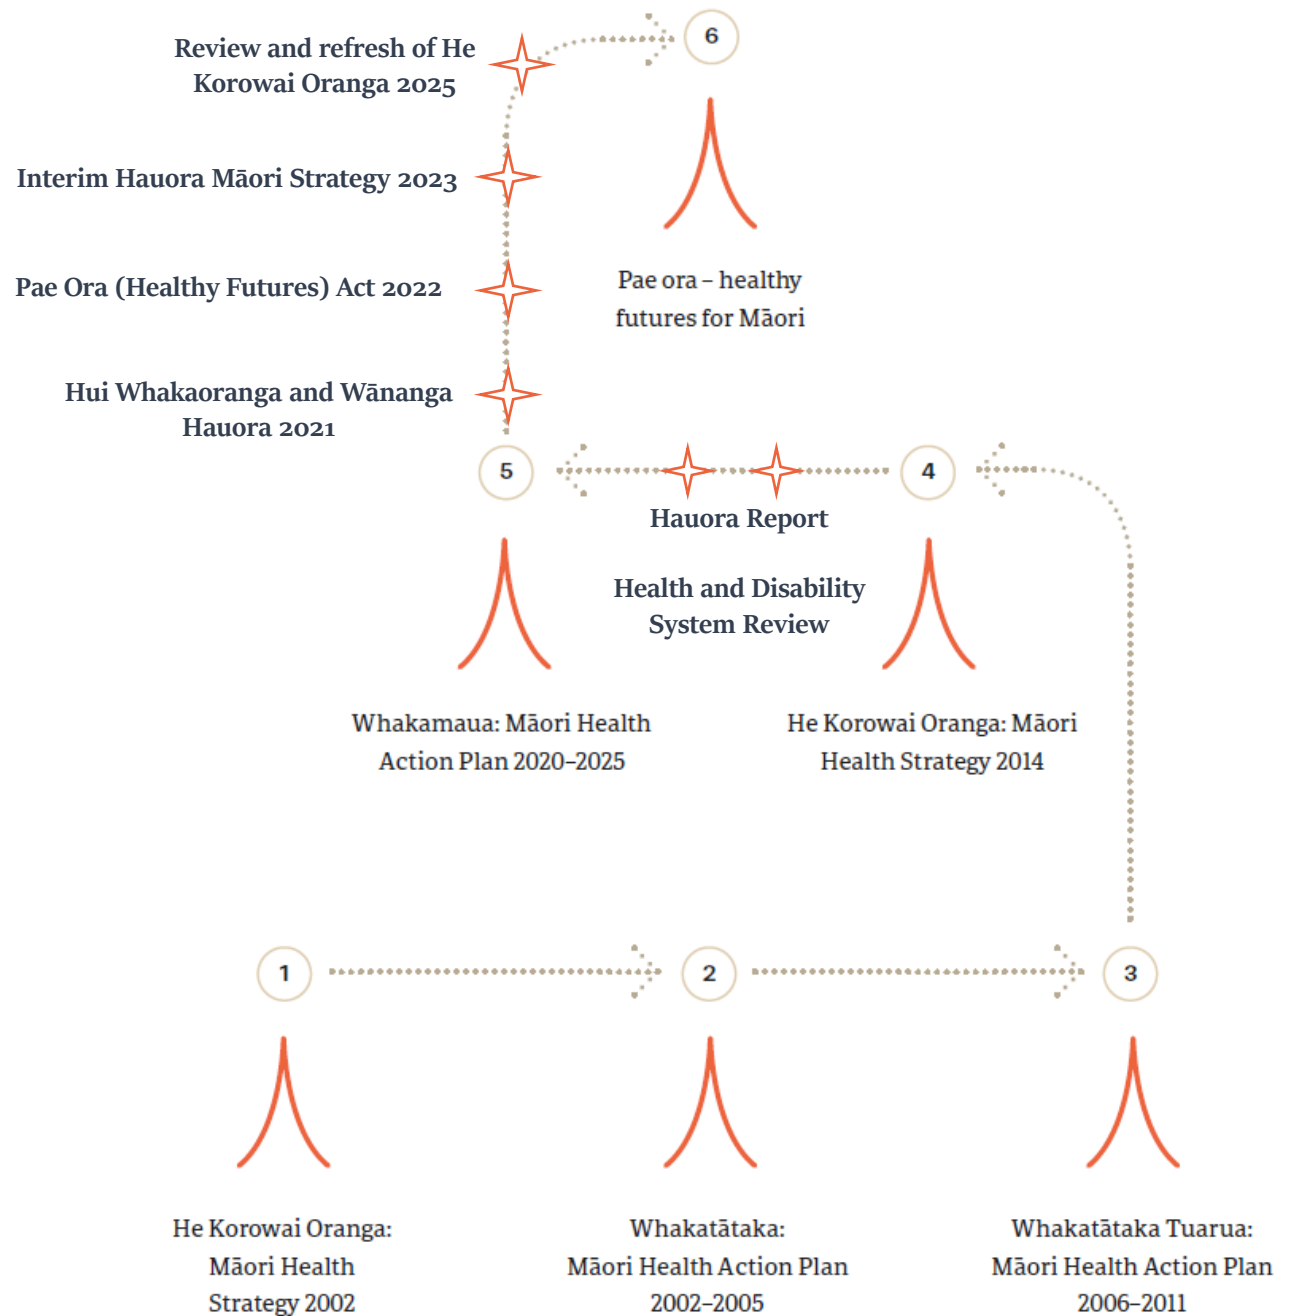 Review and refresh of He
Korowai Oranga 2025
6
Interim Hauora Māori Strategy 2023
Pae Ora (Healthy Futures) Act 2022
Pae ora – healthy
futures for Māori
Hui Whakaoranga and Wānanga
Hauora 2021
5
4
Hauora Report
Health and Disability
System Review
Whakamaua: Māori Health
Action Plan 2020–2025
He Korowai Oranga: Māori
Health Strategy 2014
1
2
3
He Korowai Oranga:
Māori Health
Strategy 2002
Whakatātaka:
Māori Health Action Plan
2002–2005
Whakatātaka Tuarua:
Māori Health Action Plan
2006–2011